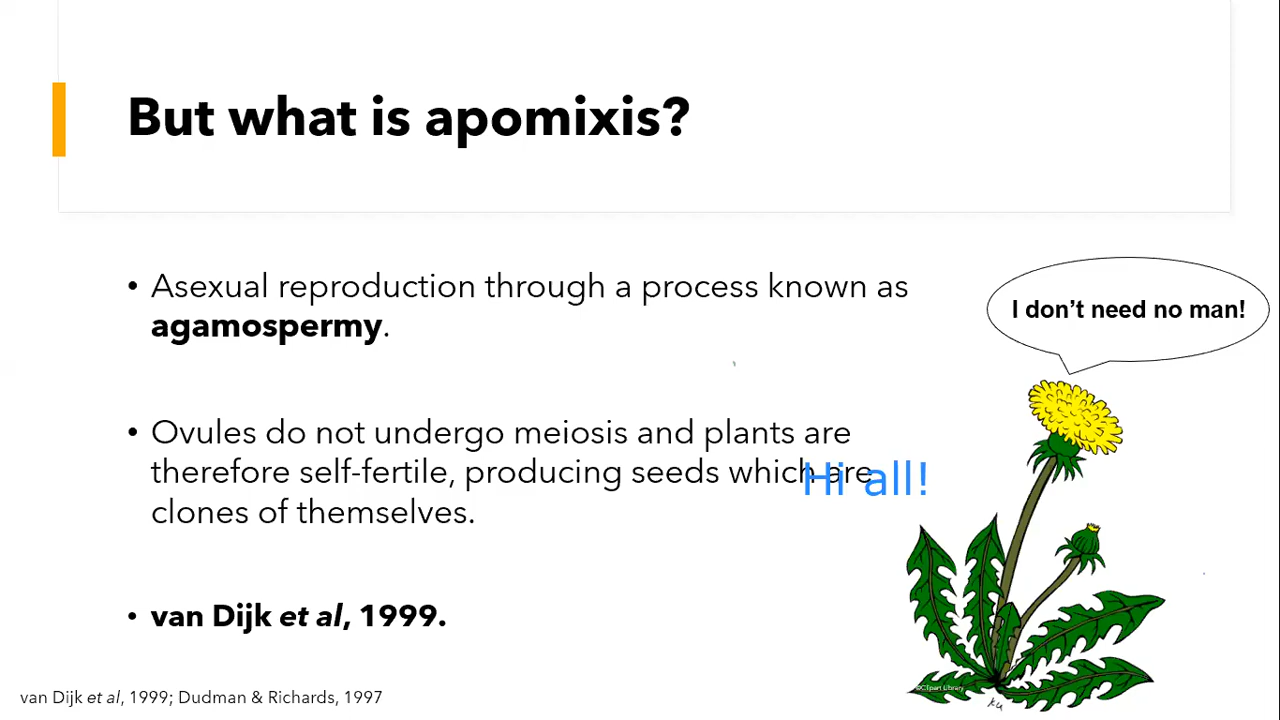 But what is apomixis?
• Asexual reproduction through a process known as
agamospermy.
I don’t need no man!
• Ovules do not undergo meiosis and plants are
therefore self-fertile, producing seeds which are
Hi all!
clones of themselves.
• van Dijk et al, 1999.
©Clipart Library
van Dijk et al, 1999; Dudman & Richards, 1997